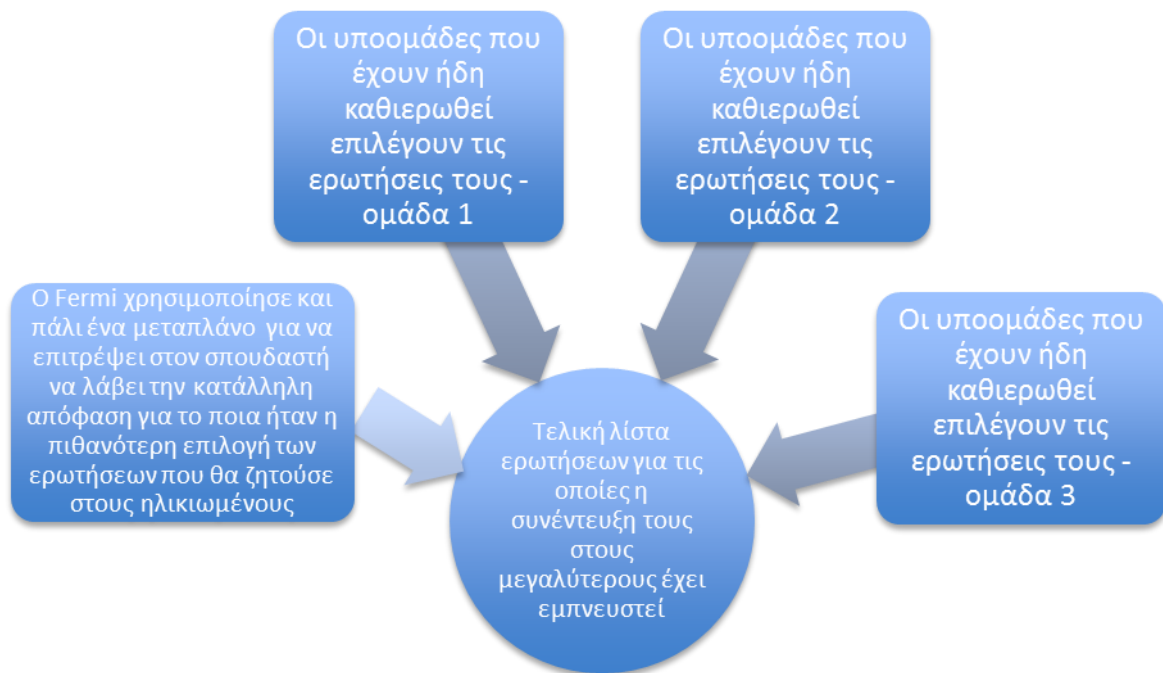 Οι υποομάδες που
έχουν ήδη
καθιερωθεί
επιλέγουν τις
ερωτήσεις τους -
ομάδα 1
Οι υποομάδες που
έχουν ήδη
καθιερωθεί
επιλέγουν τις
ερωτήσεις τους -
ομάδα 2
Ο Fermi χρησιμοποίησε και
πάλι ένα μεταπλάνο για να
επιτρέψει στον σπουδαστή
να λάβει την κατάλληλη
απόφαση για το ποια ήταν η
πιθανότερη επιλογή των
ερωτήσεων που θα ζητούσε
στους ηλικιωμένους
Οι υποομάδες που
έχουν ήδη
καθιερωθεί
επιλέγουν τις
ερωτήσεις τους -
ομάδα 3
Τελική λίστα
ερωτήσεων για τις
οποίες η
συνέντευξη τους
στους
μεγαλύτερους έχει
εμπνευστεί